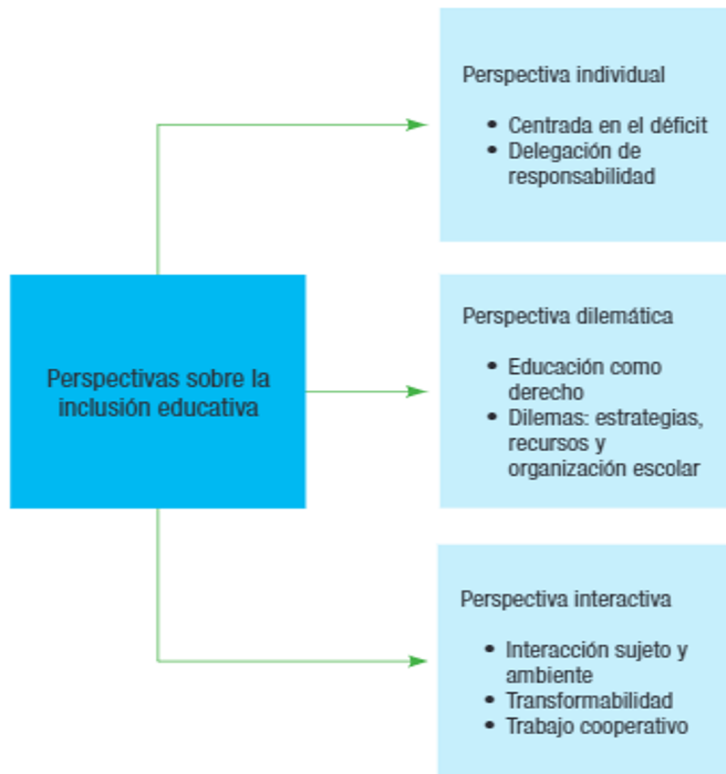 Perspectiva individual
• Centrada en el déficit
• Delegación de
responsabilidad
Perspectivas sobre la
inclusión educativa
Perspectiva dilemática
• Educación como
derecho
• Dilemas: estrategias,
recursos y
organización escolar
Perspectiva interactiva
• Interacción sujeto y
ambiente
• Transformabilidad
• Trabajo cooperativo